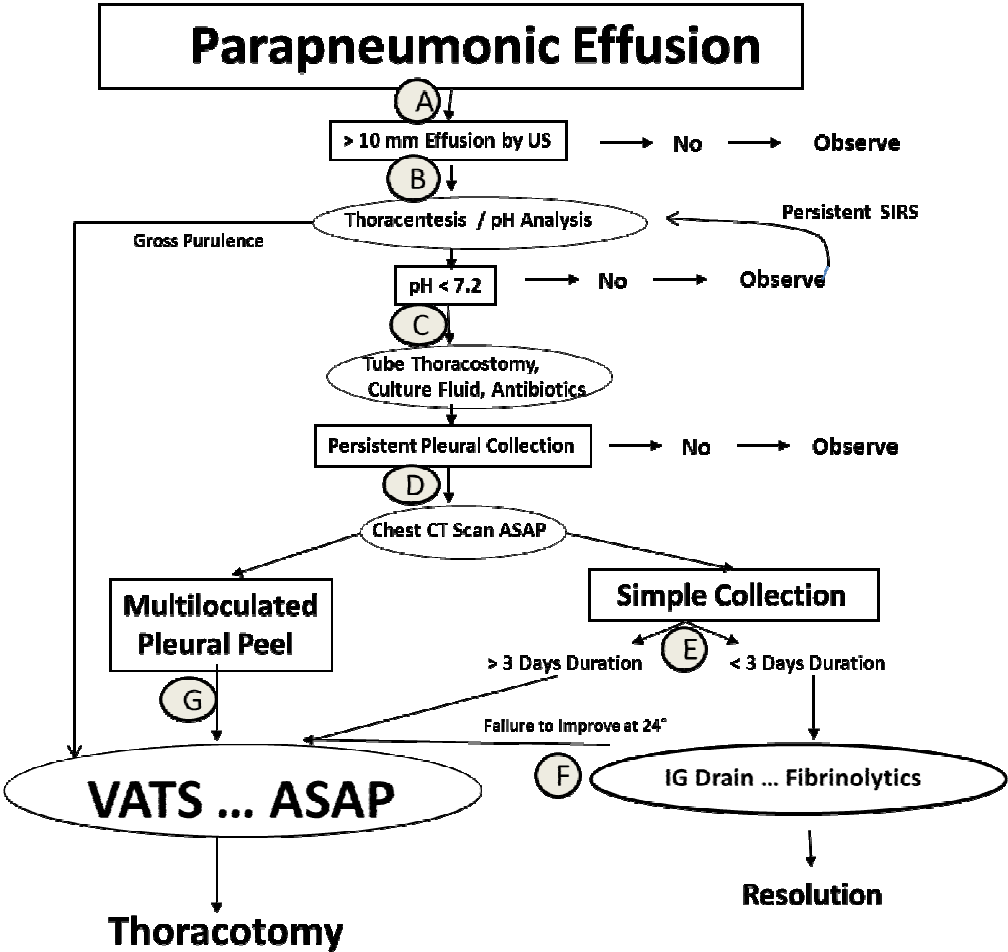 Parapneumonic Effusion
A
> 10 mm Effusion by US
No
Observe
B
Thoracentesis / pH Analysis
Persistent SIRS
Gross Purulence
pH < 7.2
No
Observe
C
Tube Thoracostomy,
Culture Fluid, Antibiotics
Persistent Pleural Collection
No
Observe
D
Chest CT Scan ASAP
Multiloculated
Pleural Peel
Simple Collection
E
> 3 Days Duration
< 3 Days Duration
G
Failure to Improve at 24°
F
VATS ... ASAP
IG Drain ... Fibrinolytics
Resolution
Thoracotomy